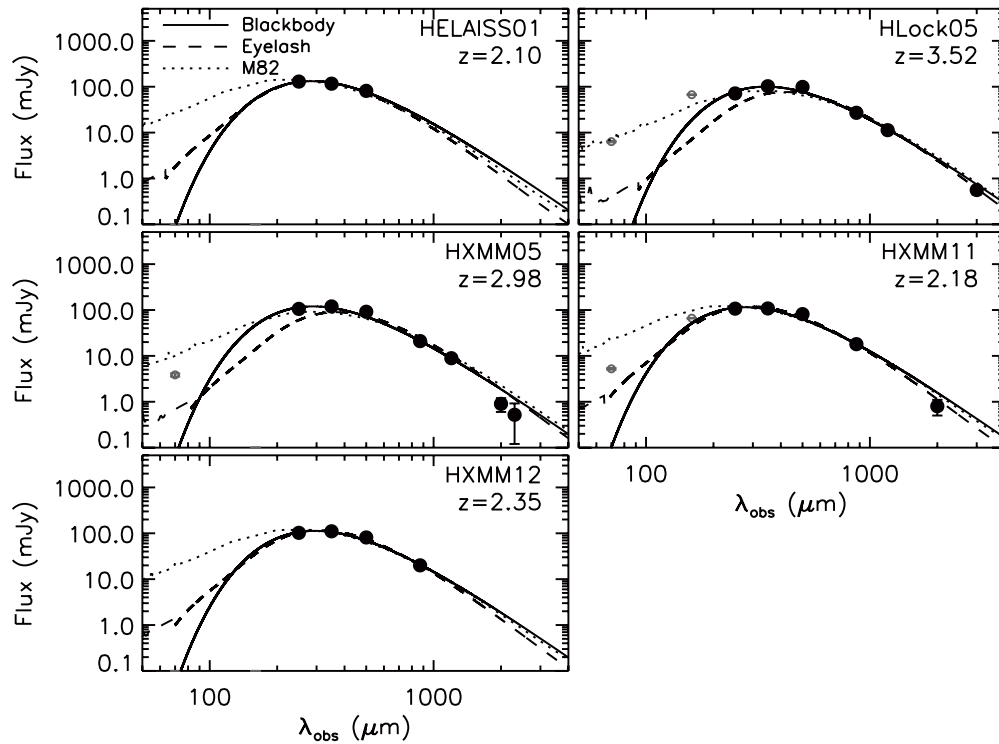 Blackbody
Eyelash
M82
HELAISS01
z=2.10
1000.0
100.0
10.0
1.0
0.1
Flux (mJy)
HLock05
z=3.52
HXMM05
z=2.98
1000.0
100.0
10.0
1.0
0.1
Flux (mJy)
HXMM11
z=2.18
100
1000
λobs (μm)
HXMM12
z=2.35
1000.0
100.0
10.0
1.0
0.1
Flux (mJy)
100
1000
λobs (μm)